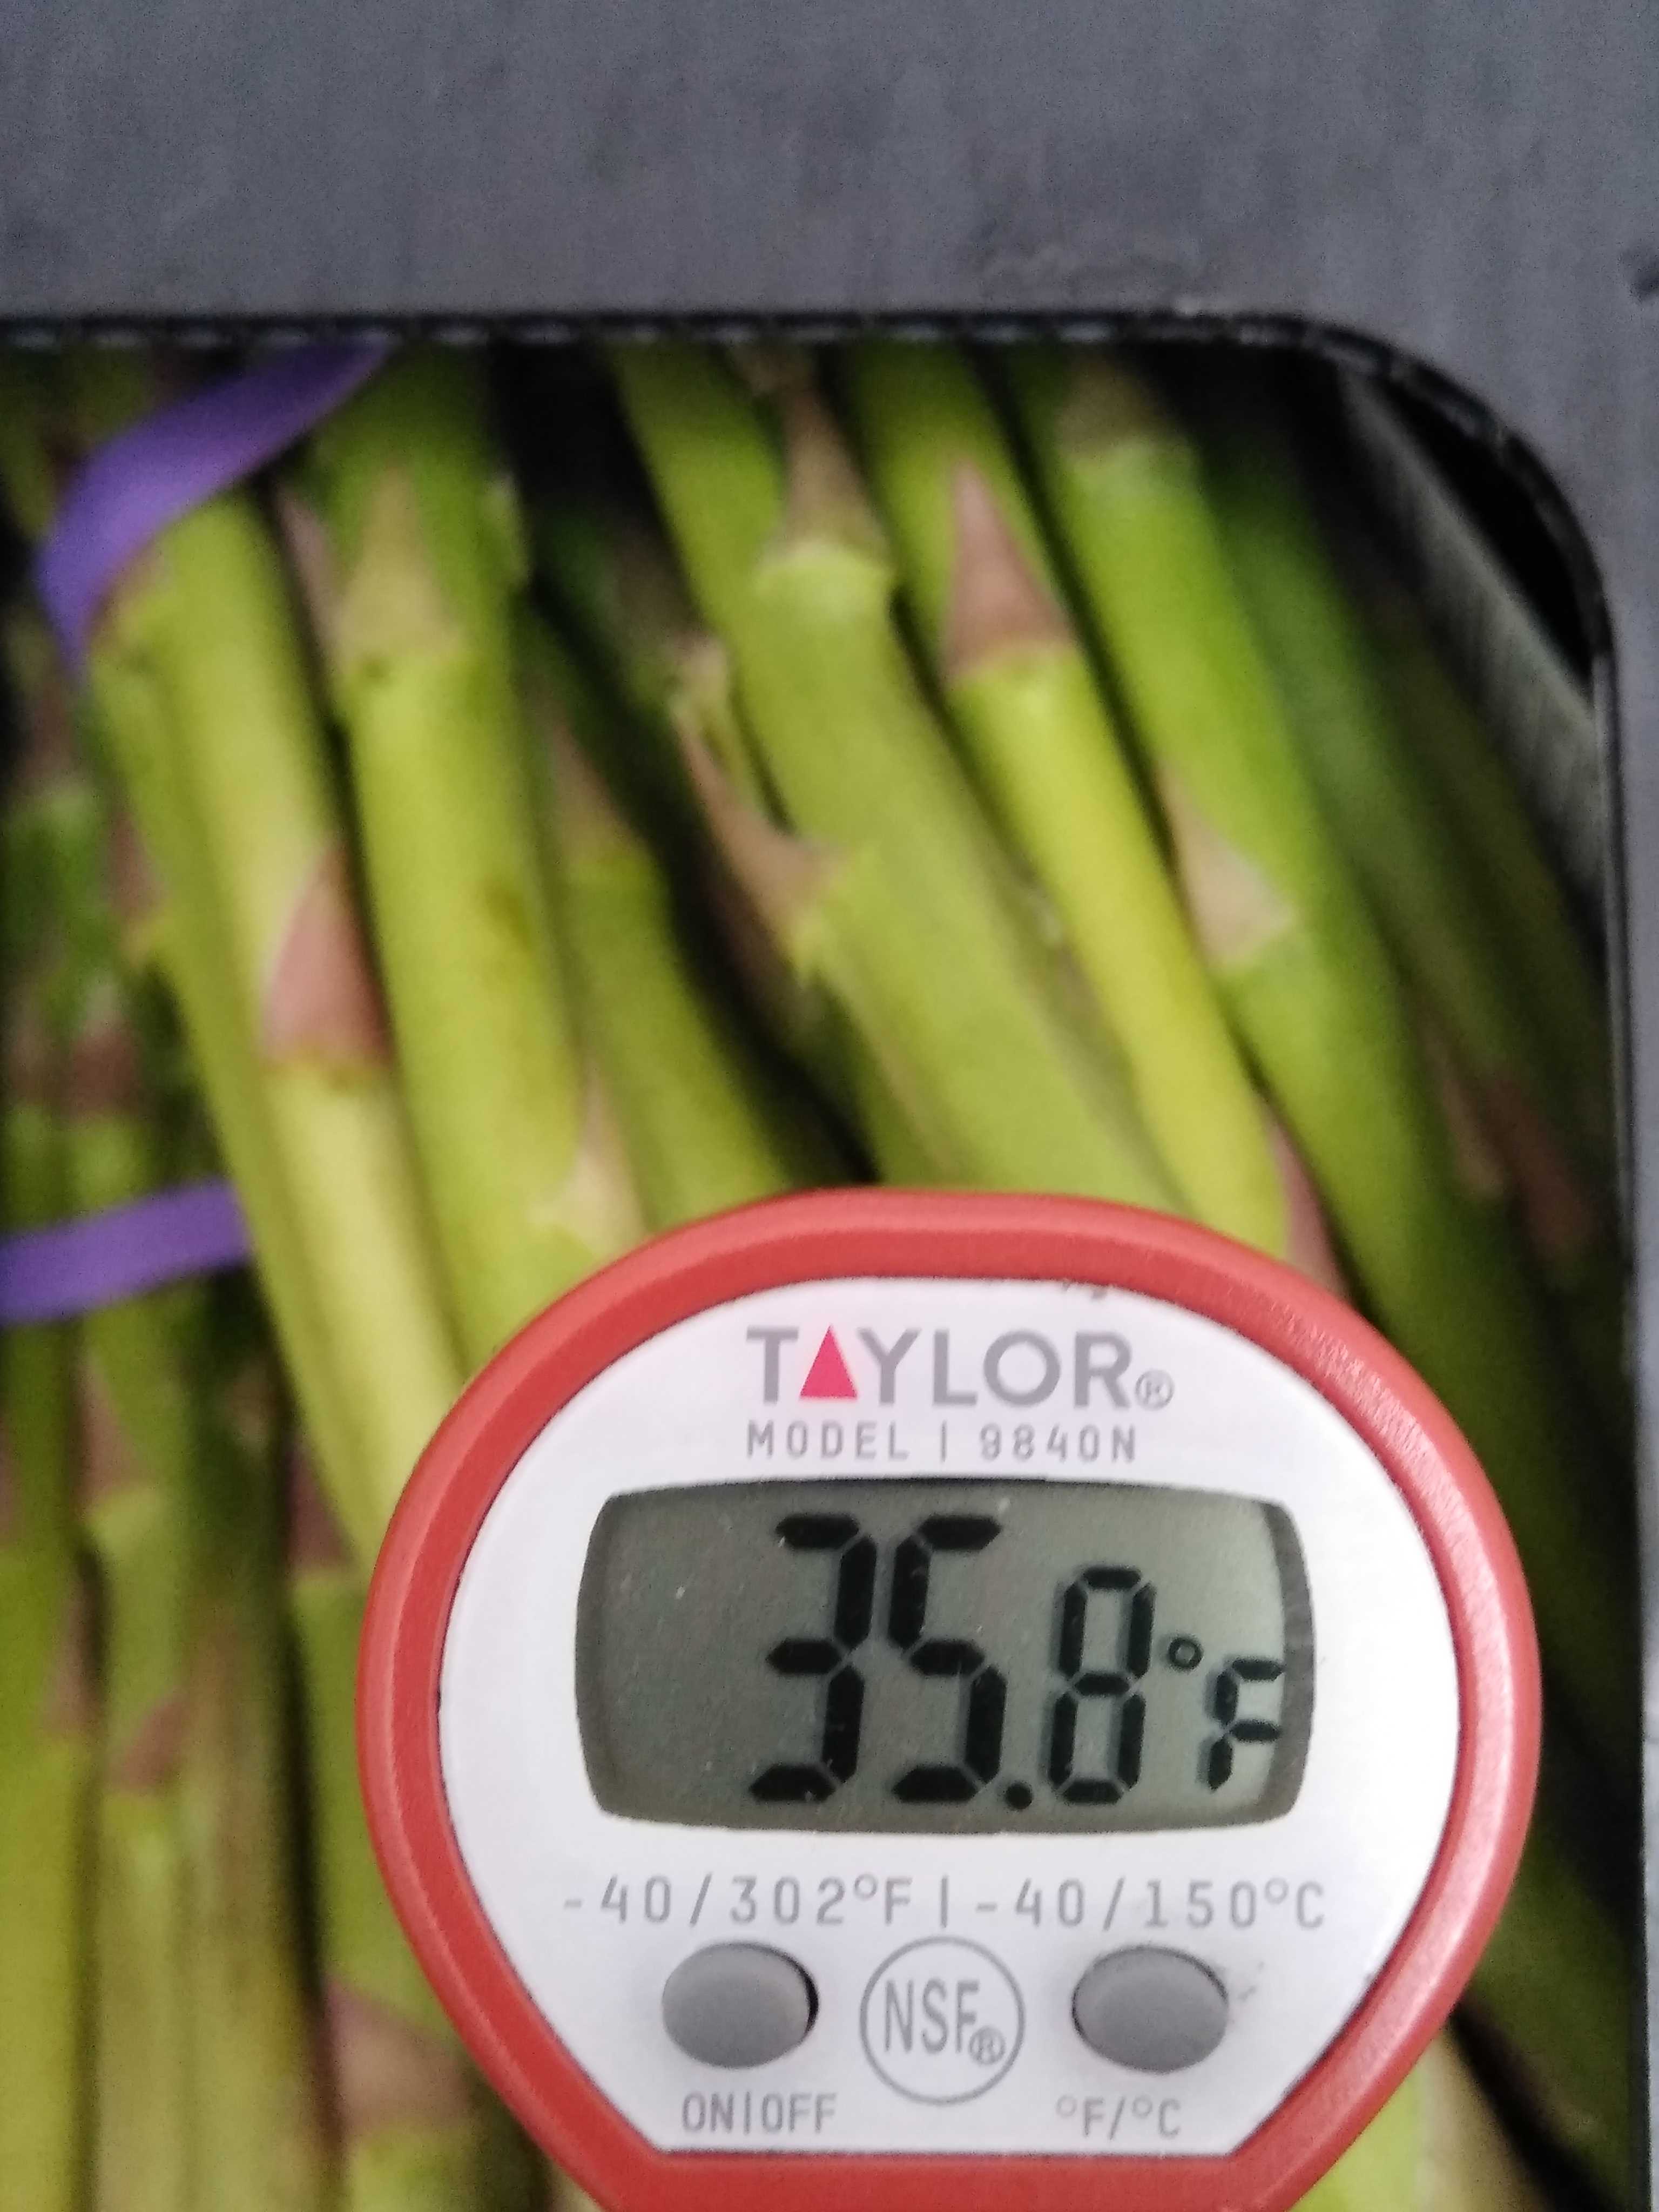 TAYLOR®
MODEL | 9840N
35.8°F
-40/302°F | -40/150°C
NSF®
ON|OFF °F/°C